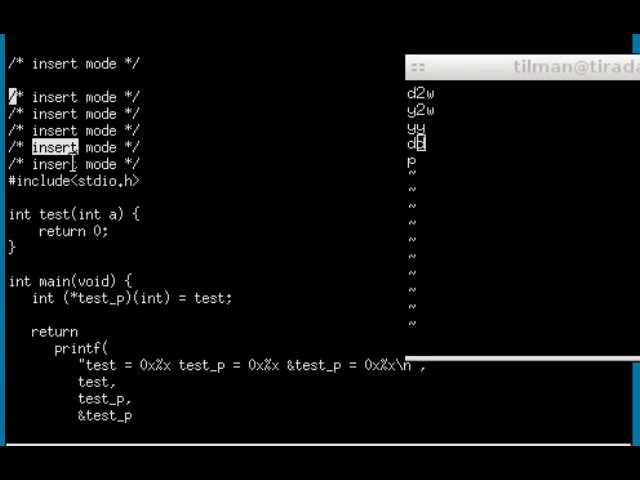 /* insert mode */
/* insert mode */
/* insert mode */
/* insert mode */
/* insert mode */
/* insert mode */
#include<stdio.h>
int test(int a) {
return 0;
}
int main(void) {
int (*test_p)(int) = test;
return
printf(
"test = 0x%x test_p = 0x%x &test_p = 0x%x\n",
test,
test_p,
&test_p
tilman@tirada
d2w
y2w
yy
dd
p
~
~
~
~
~
~
~
~
~
~